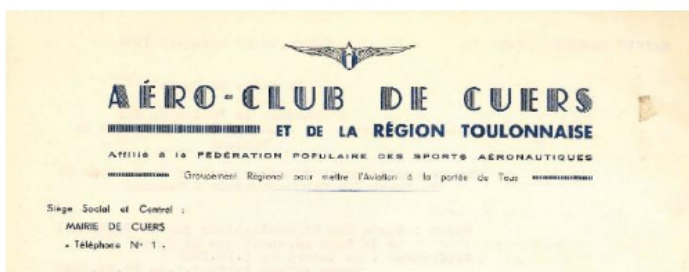 AÉRO-CLUB DE CUERS
ET DE LA RÉGION TOULONNAISE
Affilié à la FÉDÉRATION POPULAIRE DES SPORTS AÉRONAUTIQUES
Groupement Régional pour mettre l'Aviation à la portée de Tous
Siège Social et Central :
MAIRIE DE CUERS
- Téléphone N° 1 -